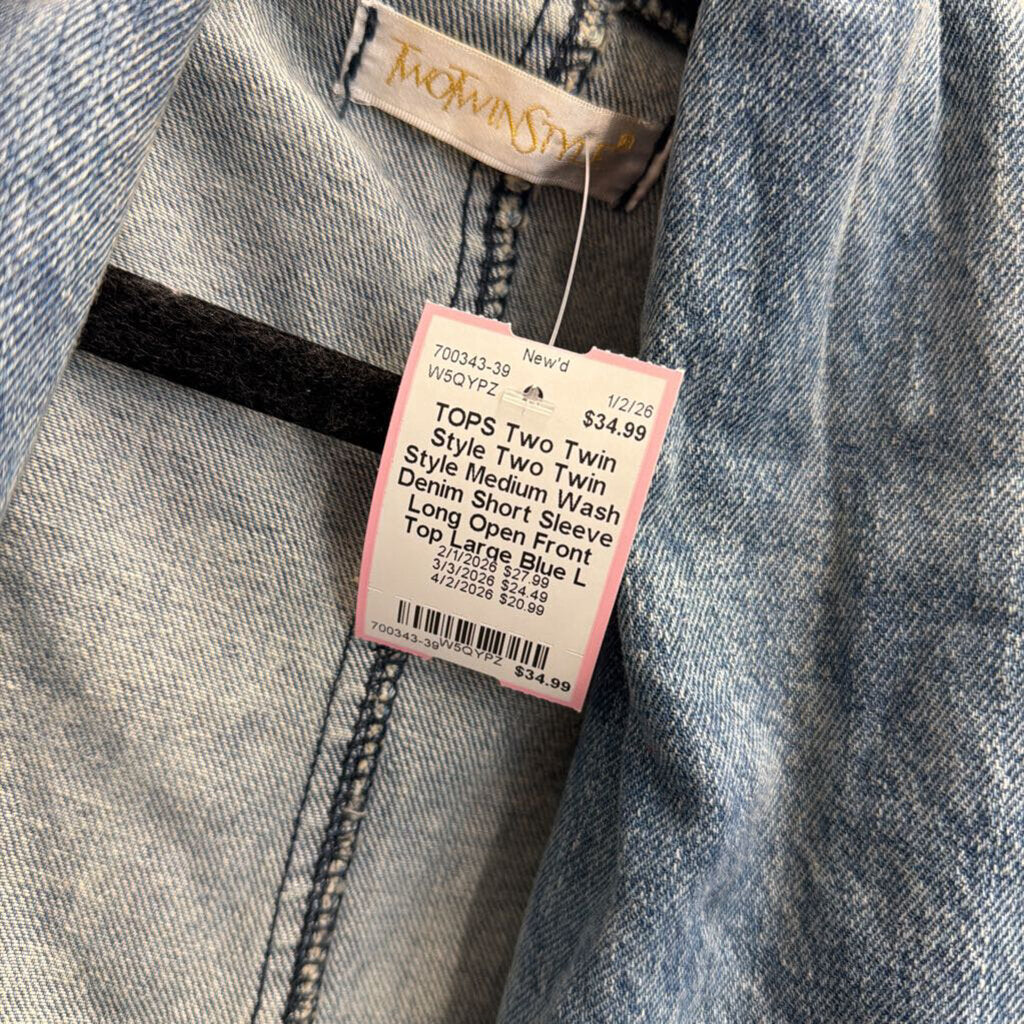 TWOTWINSTYLE®
New'd
700343-39
W5QYPZ
1/2/26
$34.99
TOPS Two Twin
Style Two Twin
Style Medium Wash
Denim Short Sleeve
Long Open Front
Top Large Blue L
2/1/2026 $27.99
3/3/2026 $24.49
4/2/2026 $20.99
700343-39 W5QYPZ $34.99